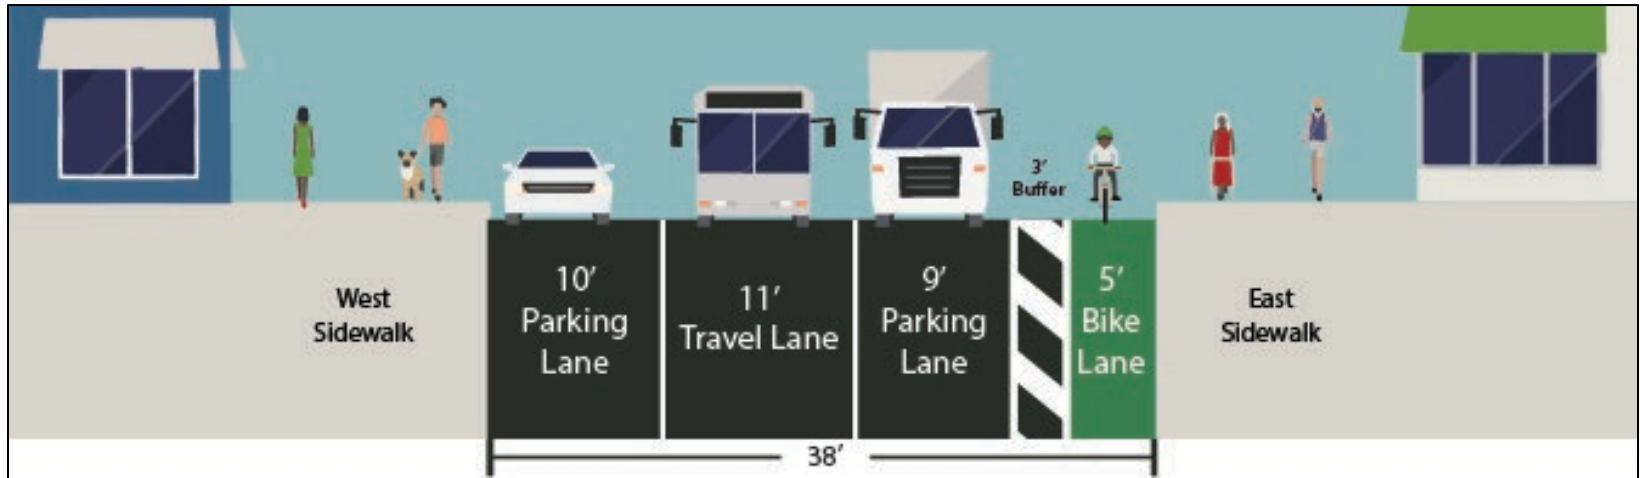 3′
Buffer
10′
Parking
Lane
11′
Travel Lane
9′
Parking
Lane
5′
Bike
Lane
West
Sidewalk
East
Sidewalk
38′